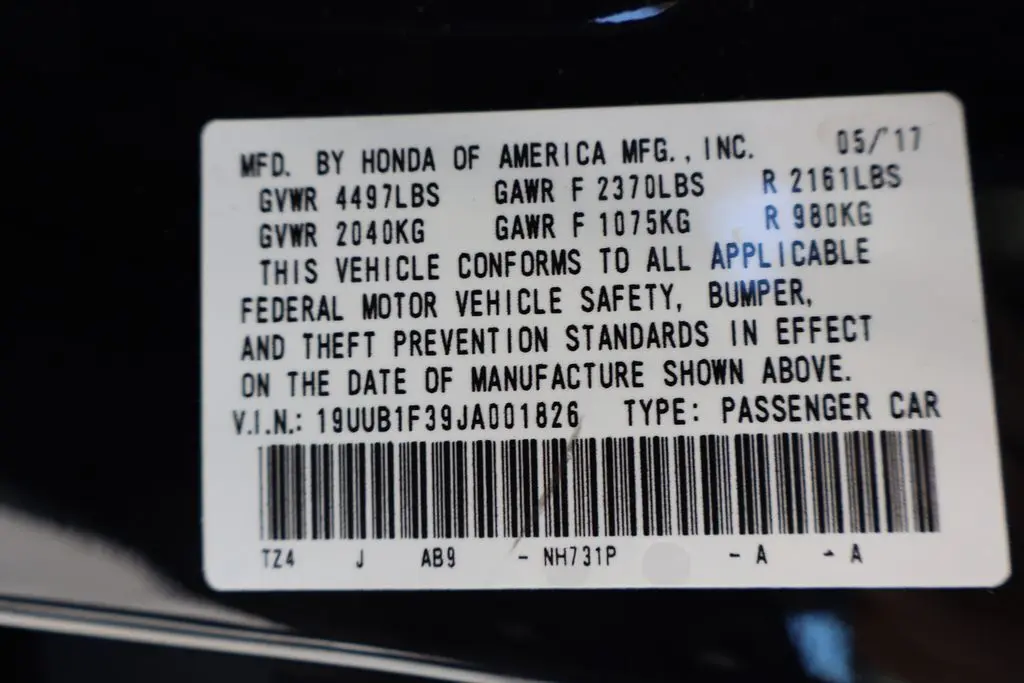 MFD. BY HONDA OF AMERICA MFG., INC. 05/'17
GVWR 4497LBS GAWR F 2370LBS R 2161LBS
GVWR 2040KG GAWR F 1075KG R 980KG
THIS VEHICLE CONFORMS TO ALL APPLICABLE
FEDERAL MOTOR VEHICLE SAFETY, BUMPER,
AND THEFT PREVENTION STANDARDS IN EFFECT
ON THE DATE OF MANUFACTURE SHOWN ABOVE.
V.I.N.: 19UUB1F39JA001826 TYPE: PASSENGER CAR
TZ4 J AB9 - NH731P - A - A